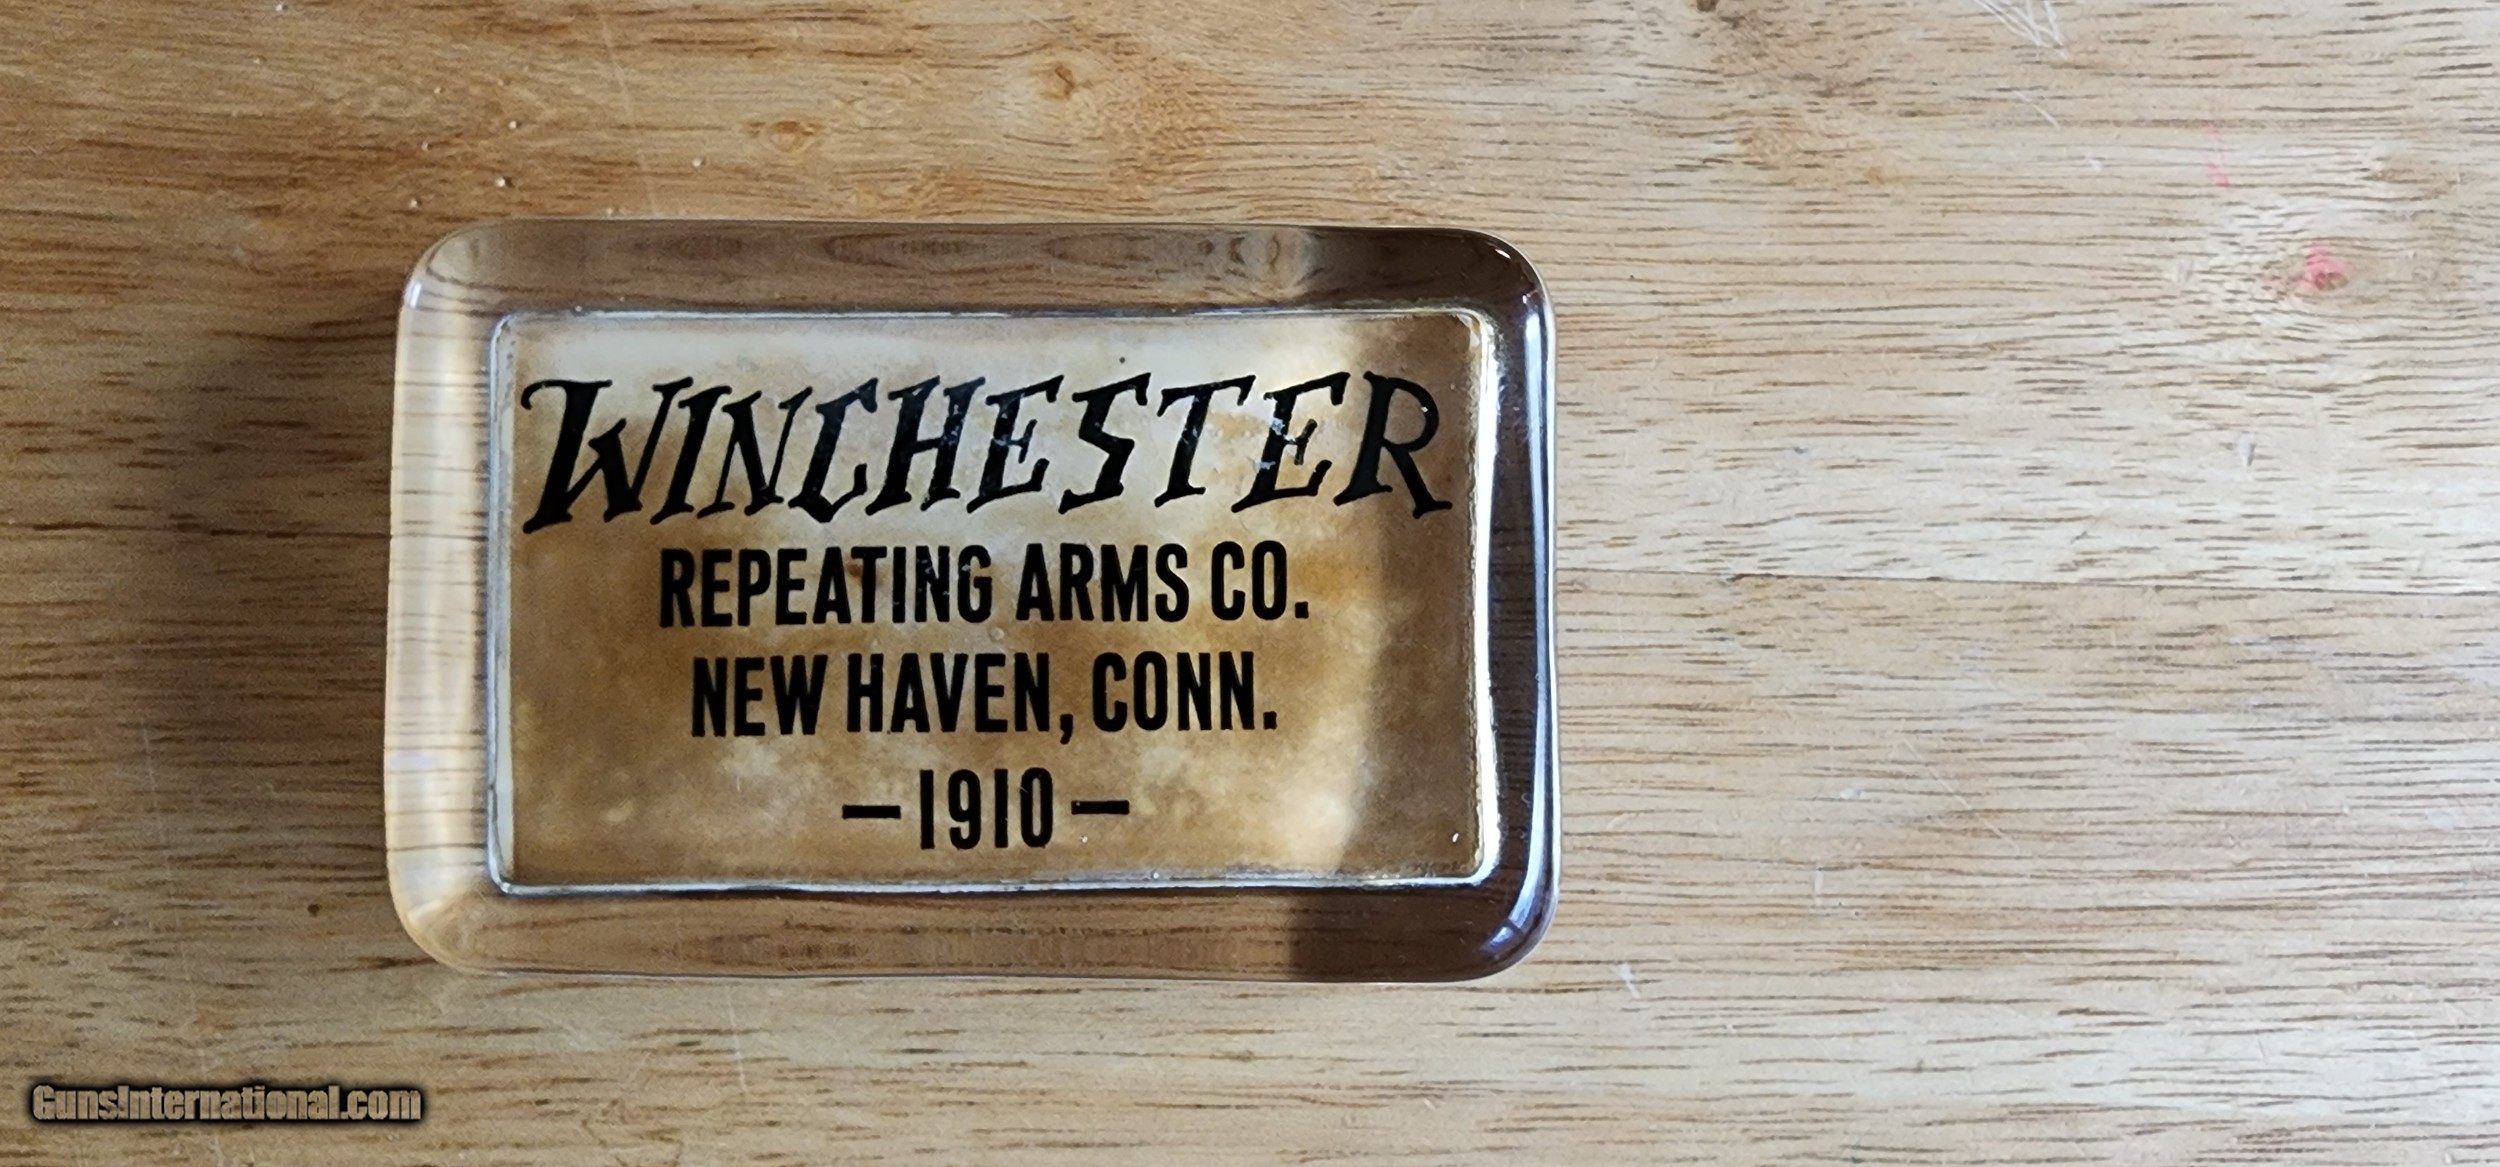 WINCHESTER
REPEATING ARMS CO.
NEW HAVEN, CONN.
—1910—
GunsInternational.com